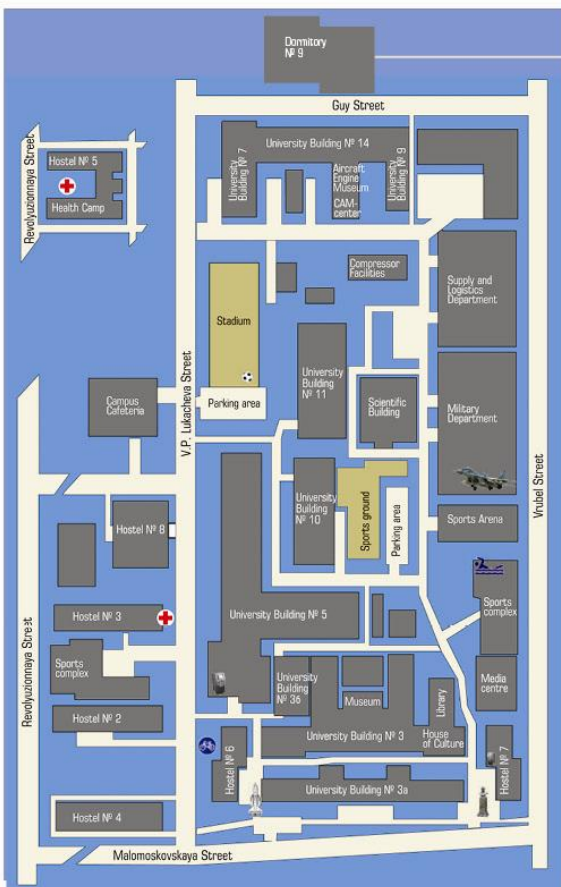 Dormitory
№ 9
Guy Street
Revolyuzionnaya Street
Hostel № 5
Health Camp
University Building № 7
University Building № 14
Aircraft
Engine
Museum
CAM-
center
University
Building № 9
Compressor
Facilities
Supply and
Logistics
Department
Stadium
V.P. Lukacheva Street
University
Building
№ 11
Scientific
Building
Military
Department
Campus
Cafeteria
Parking area
Vrubel Street
Hostel № 8
University
Building
№ 10
Sports ground
Parking area
Sports Arena
Hostel № 3
University Building № 5
Sports
complex
Revolyuzionnaya Street
Sports
complex
University
Building
№ 3б
Museum
Library
Media
centre
Hostel № 2
Hostel № 6
University Building № 3
House
of Culture
Hostel № 7
Hostel № 4
University Building № 3a
Malomoskovskaya Street